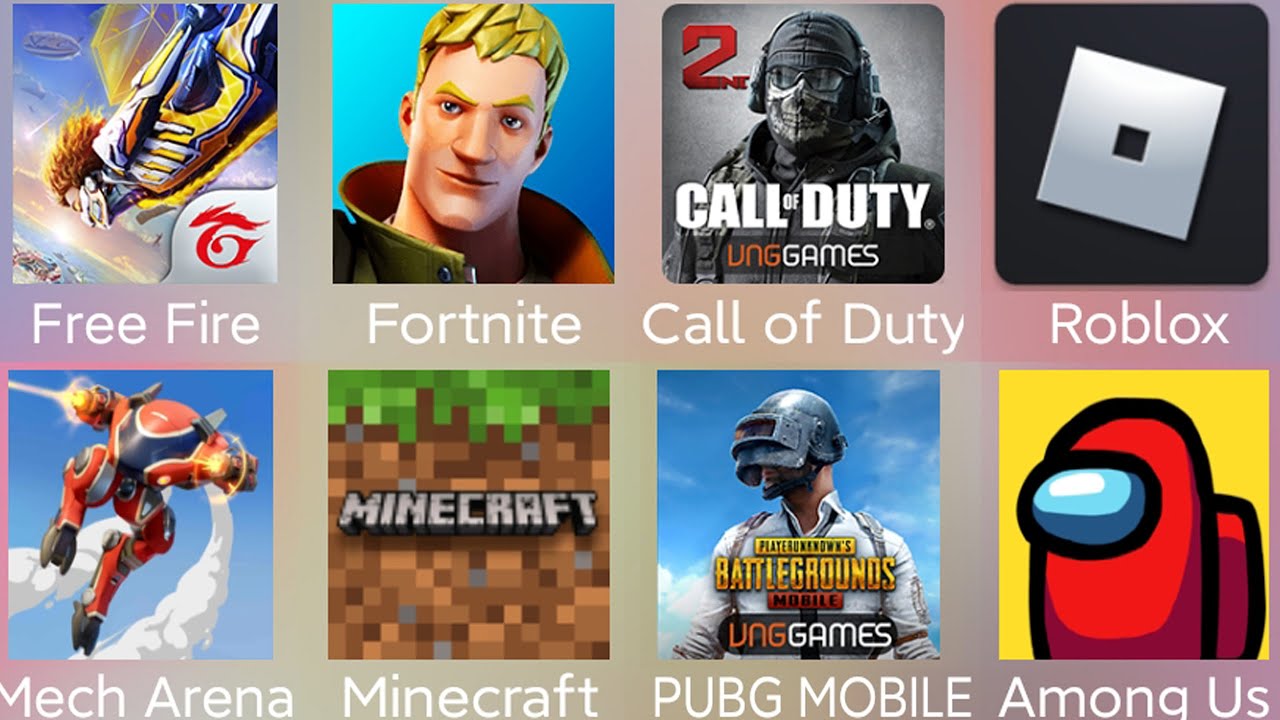 2
NI
CALL OF DUTY®
VNGGAMES
Free Fire
Fortnite
Call of Duty
Roblox
MINECRAFT
PLAYERUNKNOWN'S
BATTLEGROUNDS
MOBILE
VNGGAMES
Mech Arena
Minecraft
PUBG MOBILE
Among Us